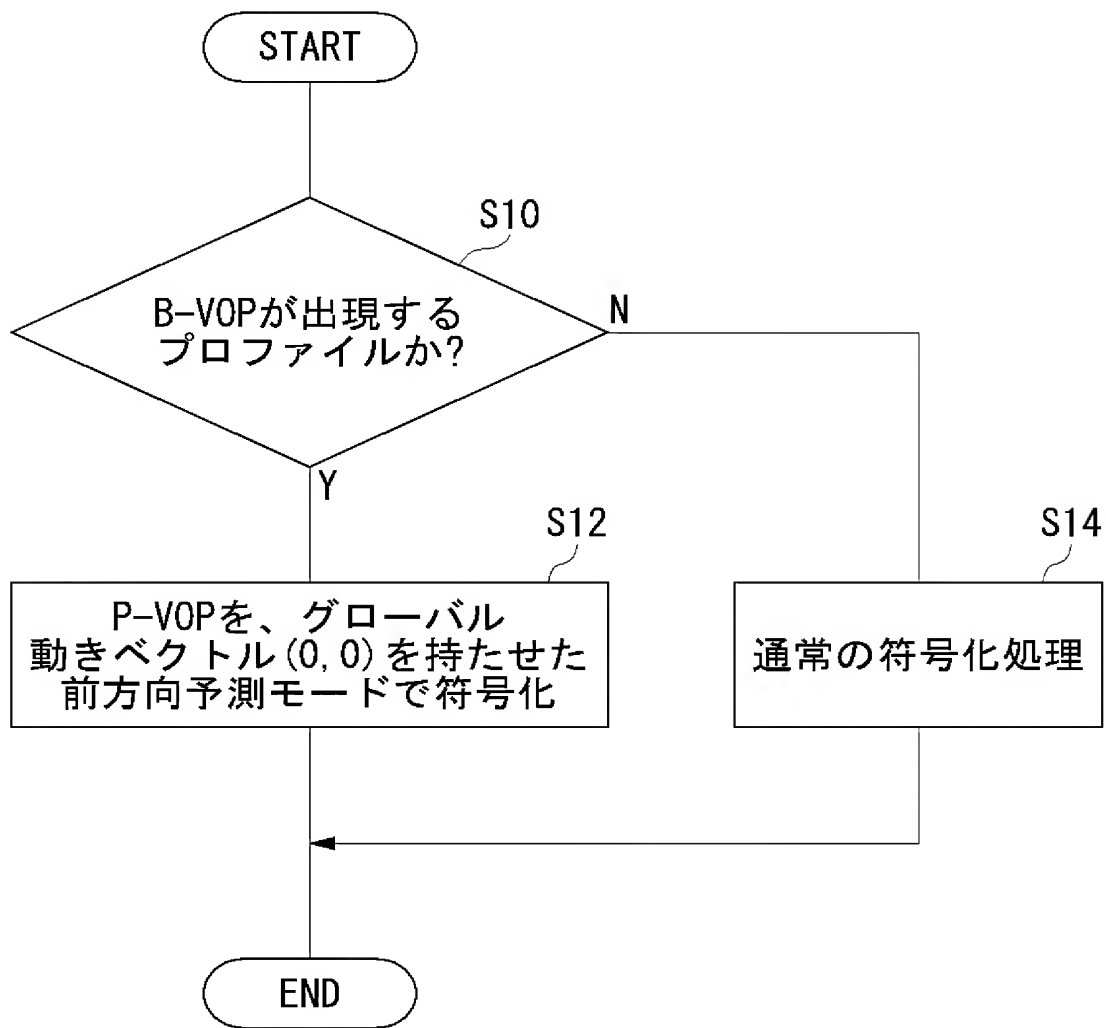 START
S10
B-VOPが出現する
プロファイルか?
N
Y
S12
S14
P-VOPを、グローバル
動きベクトル(0,0)を持たせた
前方向予測モードで符号化
通常の符号化処理
END